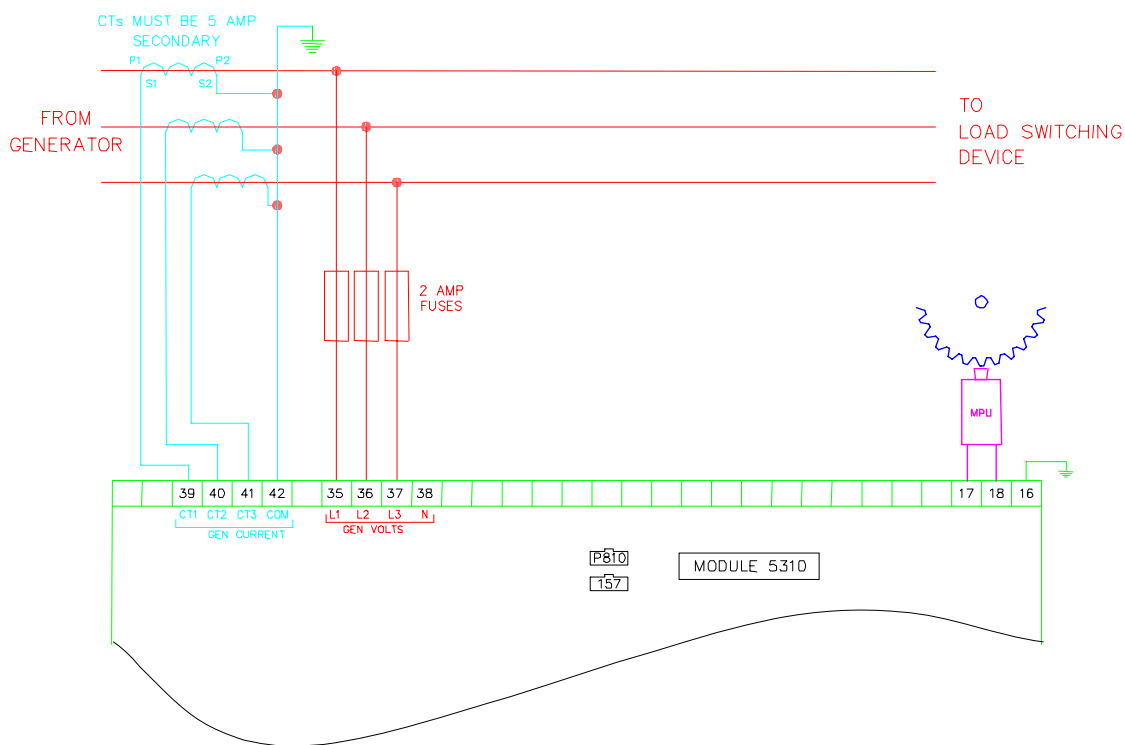 CTs MUST BE 5 AMP
SECONDARY
P1
P2
S1
S2
FROM
GENERATOR
TO
LOAD SWITCHING
DEVICE
2 AMP
FUSES
MPU
39
40
41
42
35
36
37
38
17
18
16
CT1
CT2
CT3
COM
L1
L2
L3
N
GEN CURRENT
GEN VOLTS
P810
157
MODULE 5310